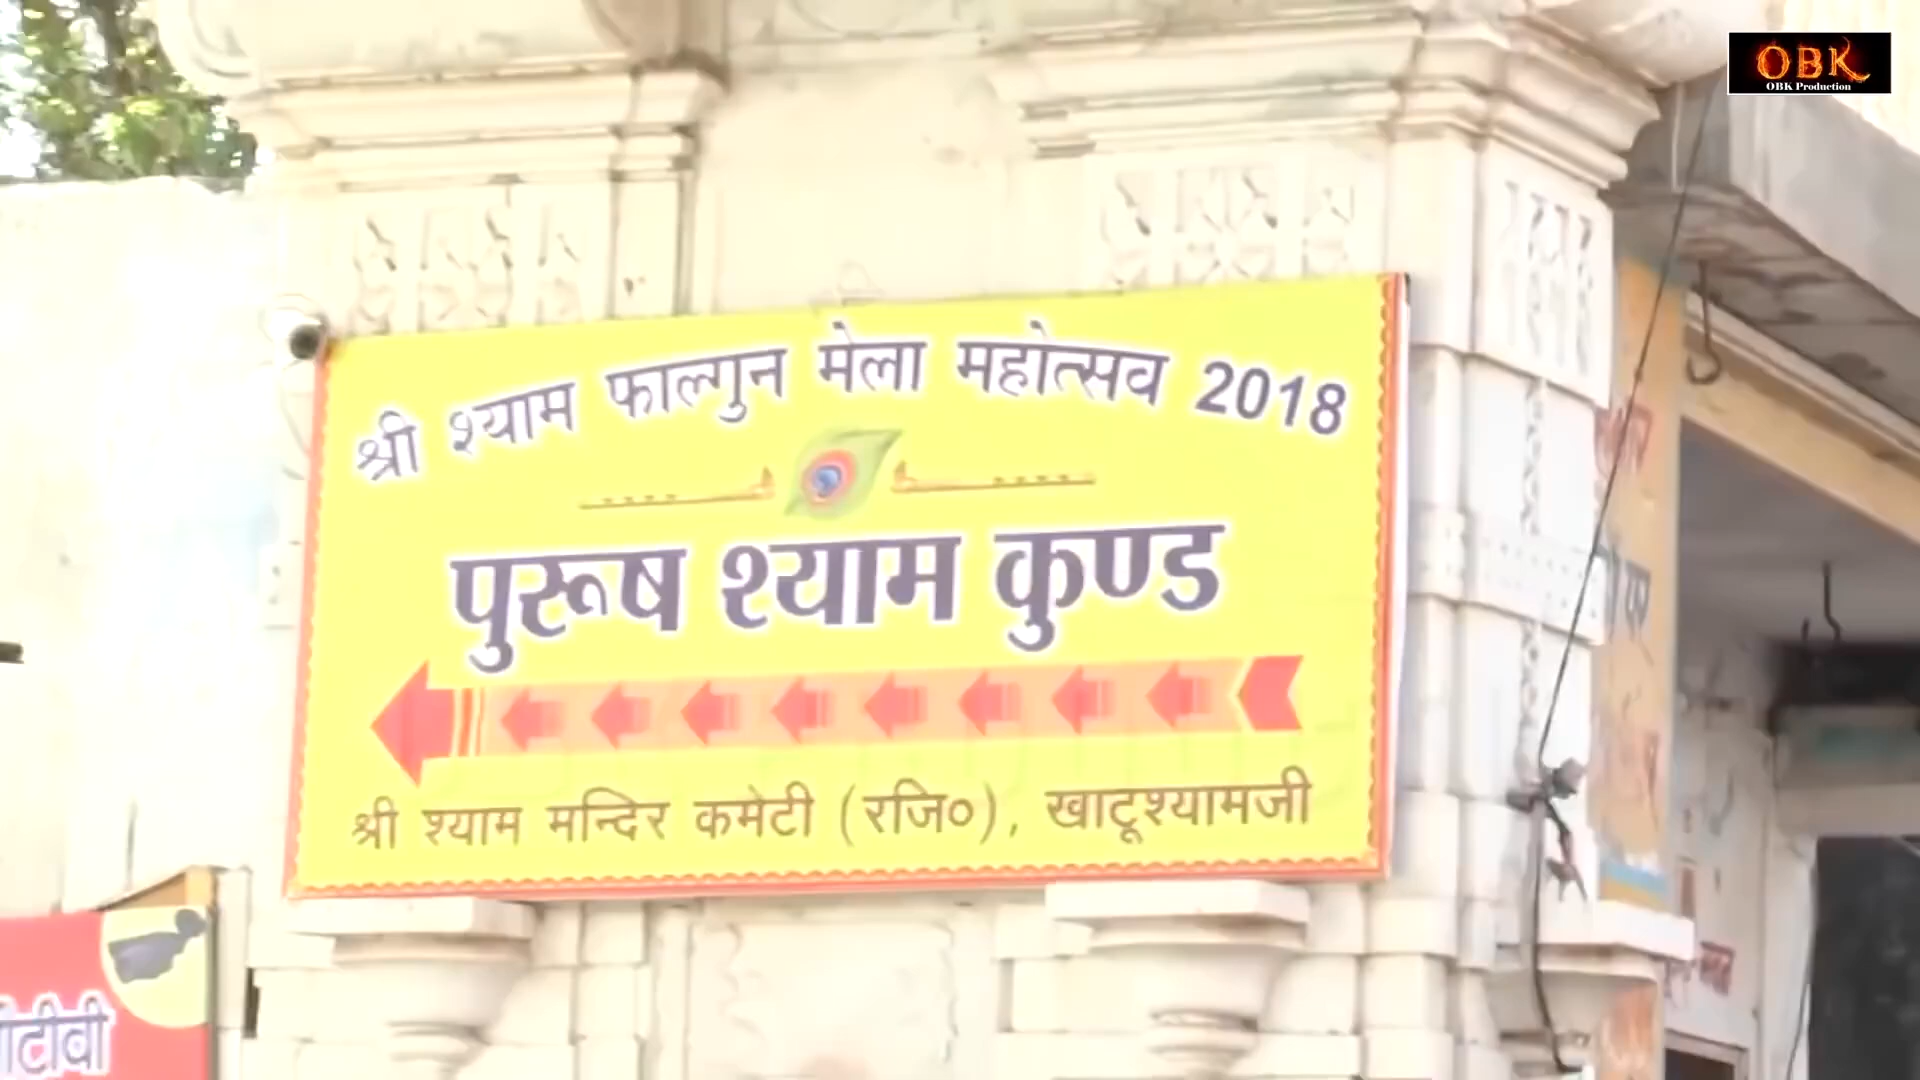 OBK
OBK Production
श्री श्याम फाल्गुन मेला महोत्सव 2018
पुरूष श्याम कुण्ड
श्री श्याम मन्दिर कमेटी (रजि०), खाटूश्यामजी